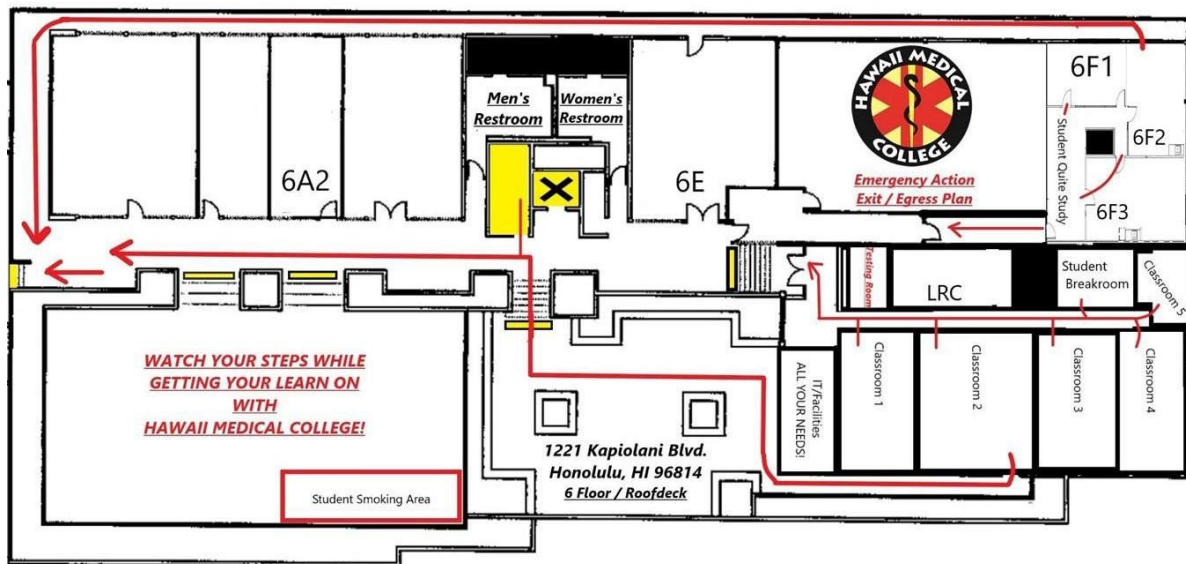 6A2
Men's
Restroom
Women's
Restroom
6E
HAWAII MEDICAL
COLLEGE
Emergency Action
Exit / Egress Plan
6F1
Student Quite Study
6F2
6F3
Testing Room
LRC
Student
Breakroom
Classroom 5
WATCH YOUR STEPS WHILE
GETTING YOUR LEARN ON
WITH
HAWAII MEDICAL COLLEGE!
Student Smoking Area
1221 Kapiolani Blvd.
Honolulu, HI 96814
6 Floor / Roofdeck
IT/Facilities
ALL YOUR NEEDS!
Classroom 1
Classroom 2
Classroom 3
Classroom 4